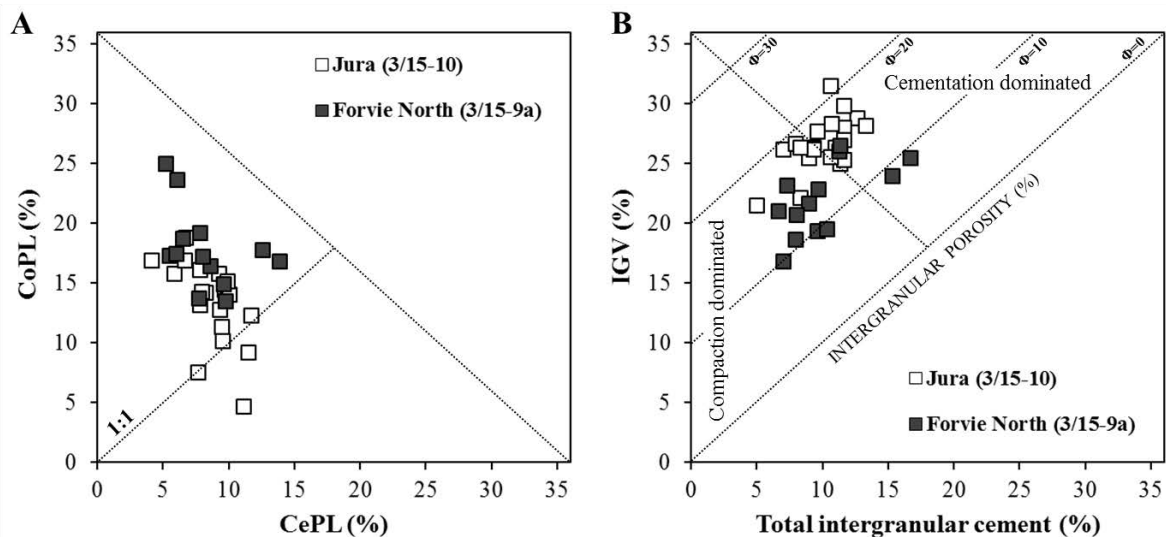 A
CoPL (%)
35
30
25
20
15
10
5
0
Jura (3/15-10)
Forvie North (3/15-9a)
1:1
0 5 10 15 20 25 30 35
CePL (%)
B
IGV (%)
35
30
25
20
15
10
5
0
Φ=30
Φ=20
Φ=10
Φ=0
Cementation dominated
Compaction dominated
INTERGRANULAR POROSITY (%)
Jura (3/15-10)
Forvie North (3/15-9a)
0 5 10 15 20 25 30 35
Total intergranular cement (%)